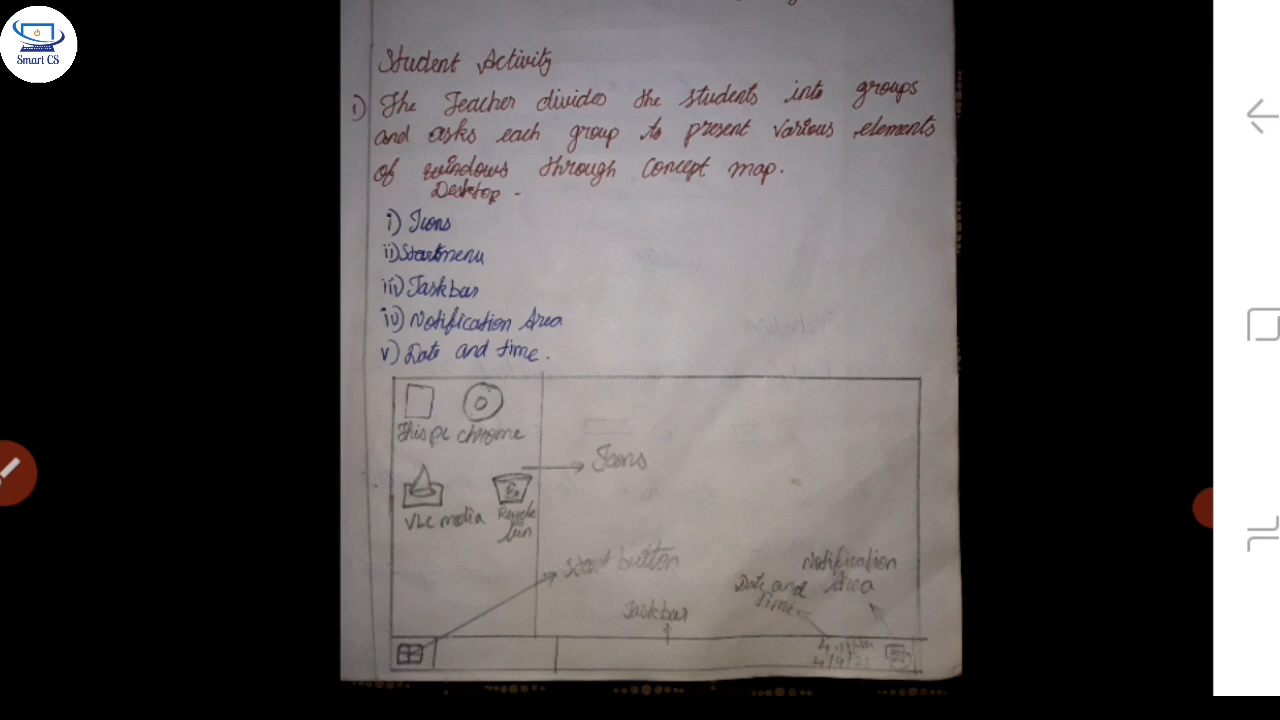 Smart CS
Student Activity
i) The Teacher divides the students into groups
and asks each group to present various elements
of windows through concept map.
Desktop -
i) Icons
ii) Start menu
iii) Taskbar
iv) Notification Area
v) Date and time.
This pc chrome
Icons
VLC media Recycle
bin
Start button
Notification
Area
Date and
time
Taskbar